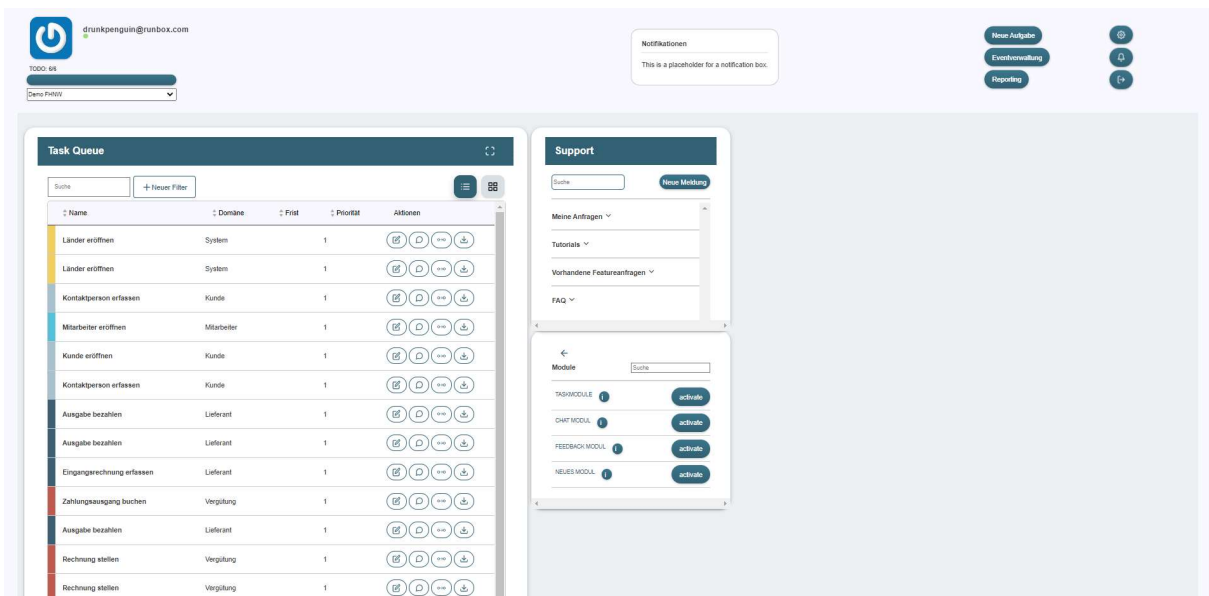 drunkpenguin@runbox.com
TODO: 6/6
Demo FHNW
Notifikationen
This is a placeholder for a notification box.
Neue Aufgabe
Eventverwaltung
Reporting
Task Queue
Suche
+ Neuer Filter
Name Domäne Frist Priorität Aktionen
Länder eröffnen System 1
Länder eröffnen System 1
Kontaktperson erfassen Kunde 1
Mitarbeiter eröffnen Mitarbeiter 1
Kunde eröffnen Kunde 1
Kontaktperson erfassen Kunde 1
Ausgabe bezahlen Lieferant 1
Ausgabe bezahlen Lieferant 1
Eingangsrechnung erfassen Lieferant 1
Zahlungsausgang buchen Vergütung 1
Ausgabe bezahlen Lieferant 1
Rechnung stellen Vergütung 1
Rechnung stellen Vergütung 1
Support
Suche
Neue Meldung
Meine Anfragen
Tutorials
Vorhandene Featureanfragen
FAQ
Module Suche
TASKMODULE i activate
CHAT MODUL i activate
FEEDBACK MODUL i activate
NEUES MODUL i activate